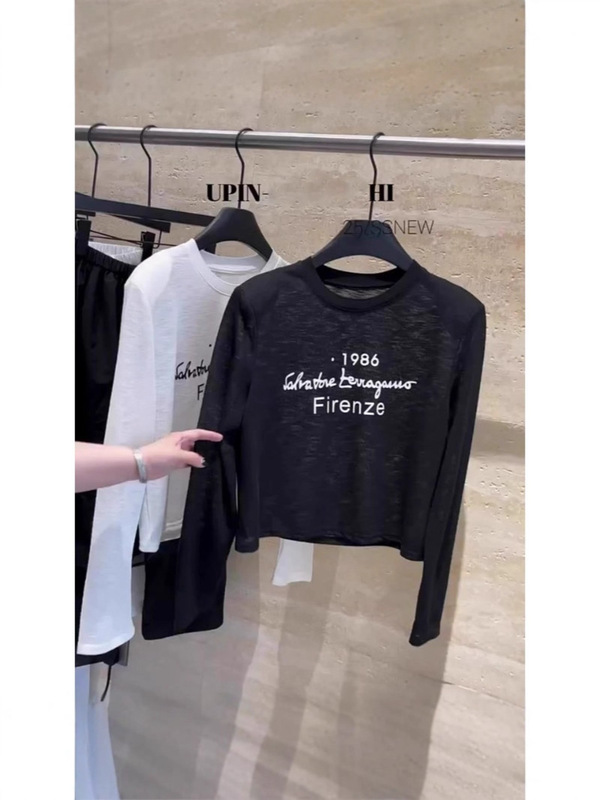 UPIN-
HI
25/SSNEW
· 1986
Salvatore Ferragamo
Firenze